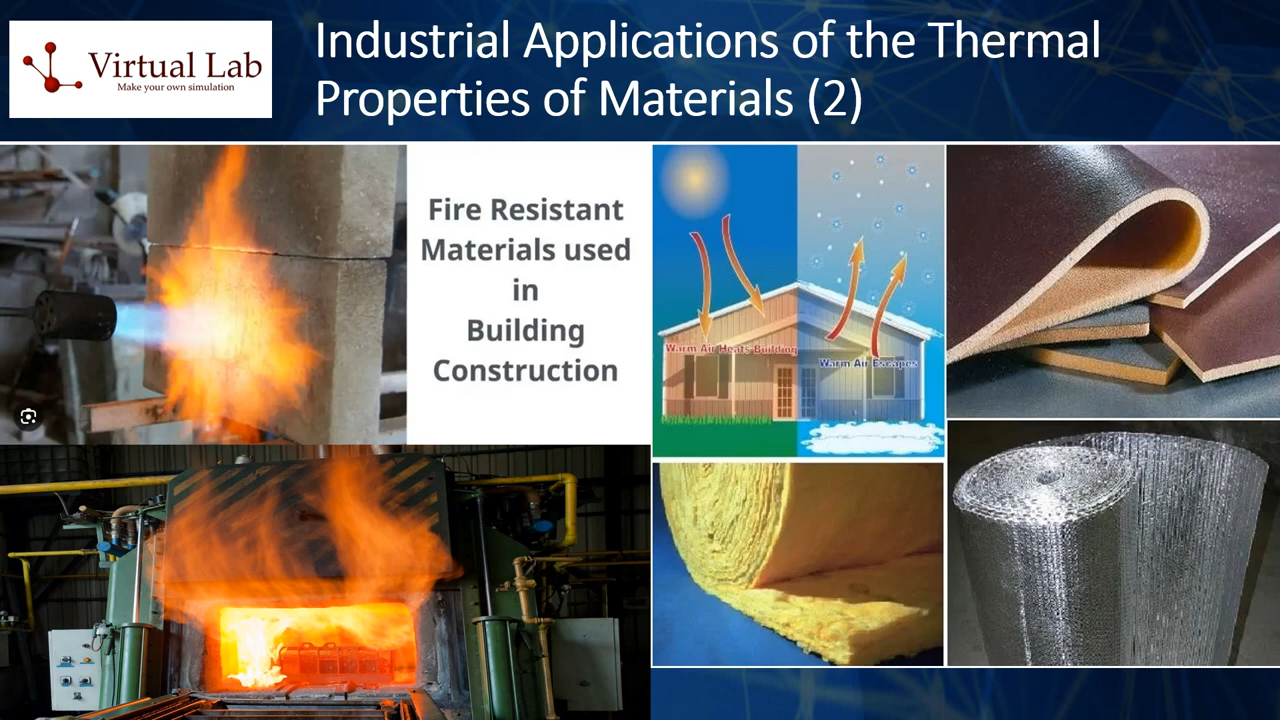 Virtual Lab
Make your own simulation
Industrial Applications of the Thermal
Properties of Materials (2)
Fire Resistant
Materials used
in
Building
Construction
Warm Air Heats Building
Warm Air Escapes